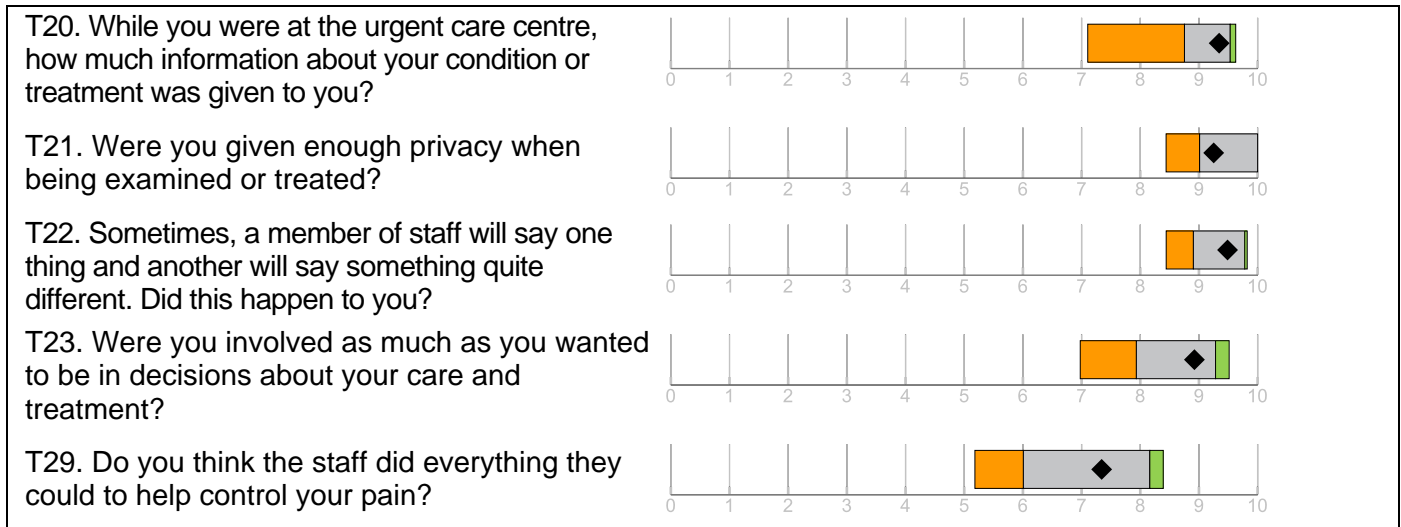 T20. While you were at the urgent care centre,
how much information about your condition or
treatment was given to you?
0 1 2 3 4 5 6 7 8 9 10
T21. Were you given enough privacy when
being examined or treated?
0 1 2 3 4 5 6 7 8 9 10
T22. Sometimes, a member of staff will say one
thing and another will say something quite
different. Did this happen to you?
0 1 2 3 4 5 6 7 8 9 10
T23. Were you involved as much as you wanted
to be in decisions about your care and
treatment?
0 1 2 3 4 5 6 7 8 9 10
T29. Do you think the staff did everything they
could to help control your pain?
0 1 2 3 4 5 6 7 8 9 10